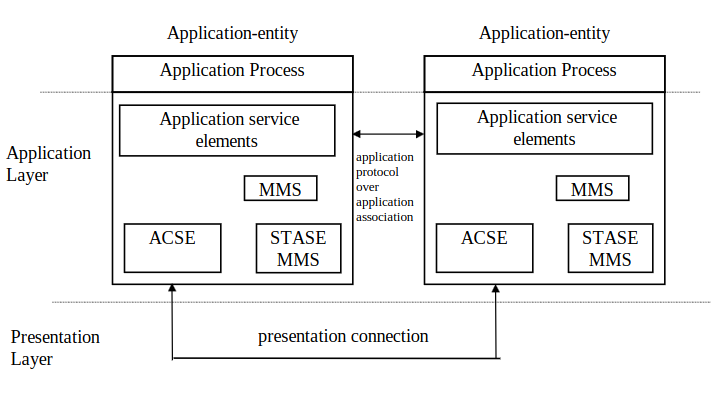 Application-entity
Application-entity
Application Process
Application Process
Application service
elements
Application service
elements
Application
Layer
application
protocol
over
application
association
MMS
MMS
ACSE
STASE
MMS
ACSE
STASE
MMS
Presentation
Layer
presentation connection